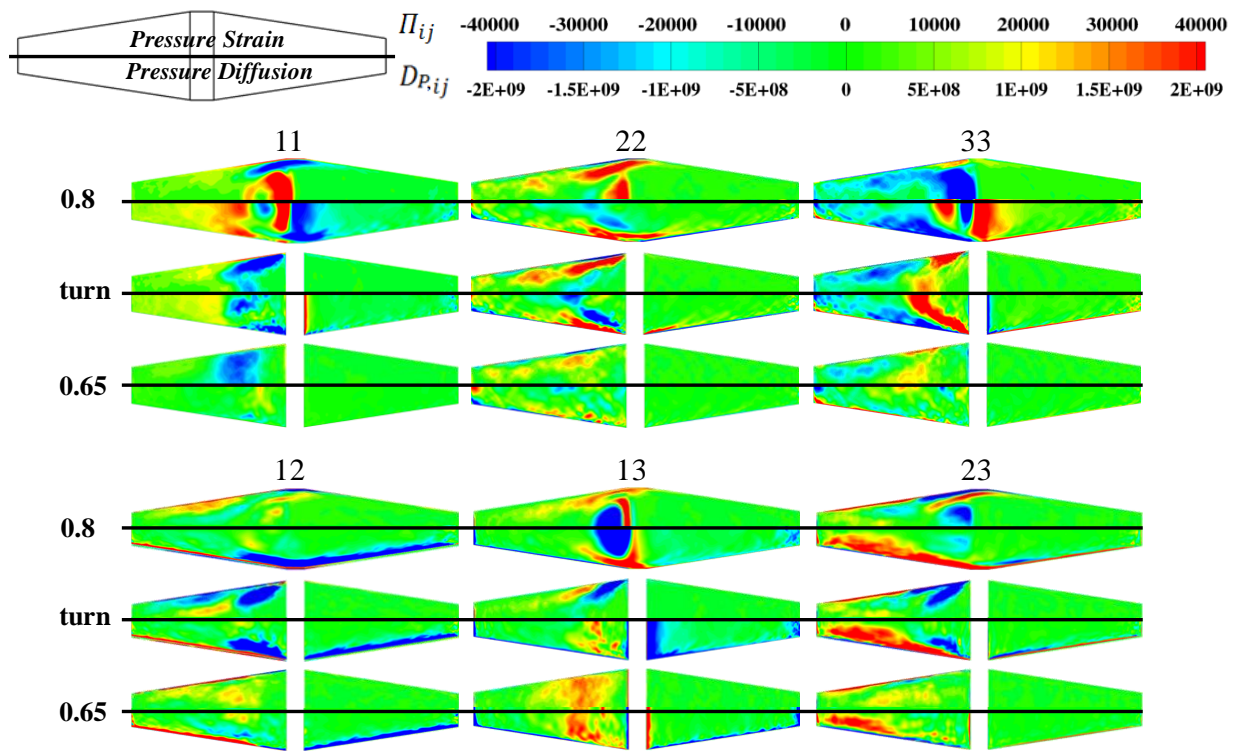 Pressure Strain
Pressure Diffusion
Π_ij -40000 -30000 -20000 -10000 0 10000 20000 30000 40000
D_P,ij -2E+09 -1.5E+09 -1E+09 -5E+08 0 5E+08 1E+09 1.5E+09 2E+09
11 22 33
0.8
turn
0.65
12 13 23
0.8
turn
0.65